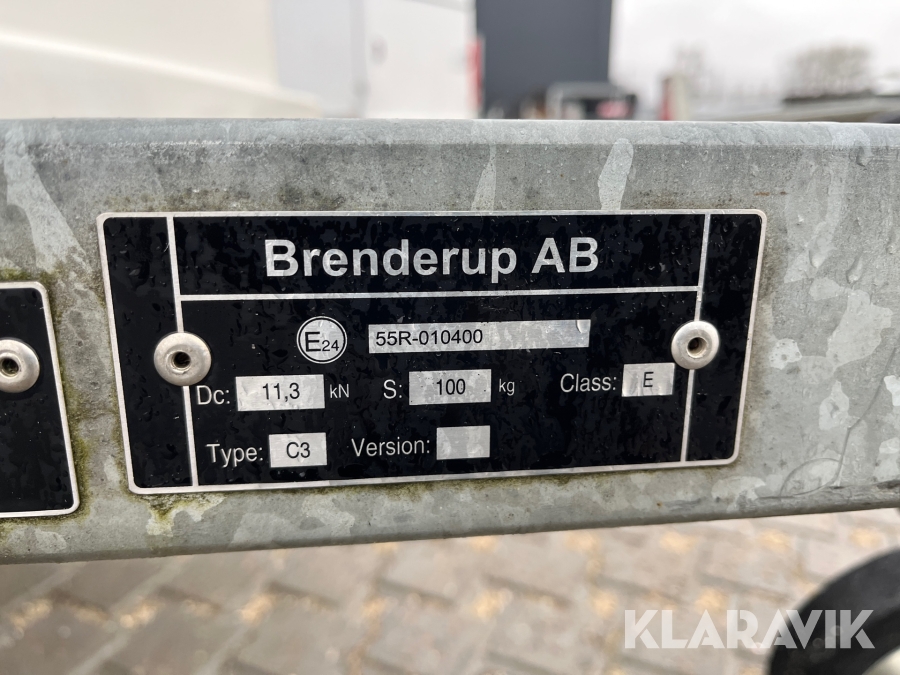 Brenderup AB
E24 55R-010400
Dc: 11,3 kN S: 100 kg Class: E
Type: C3 Version:
KLARAVIK